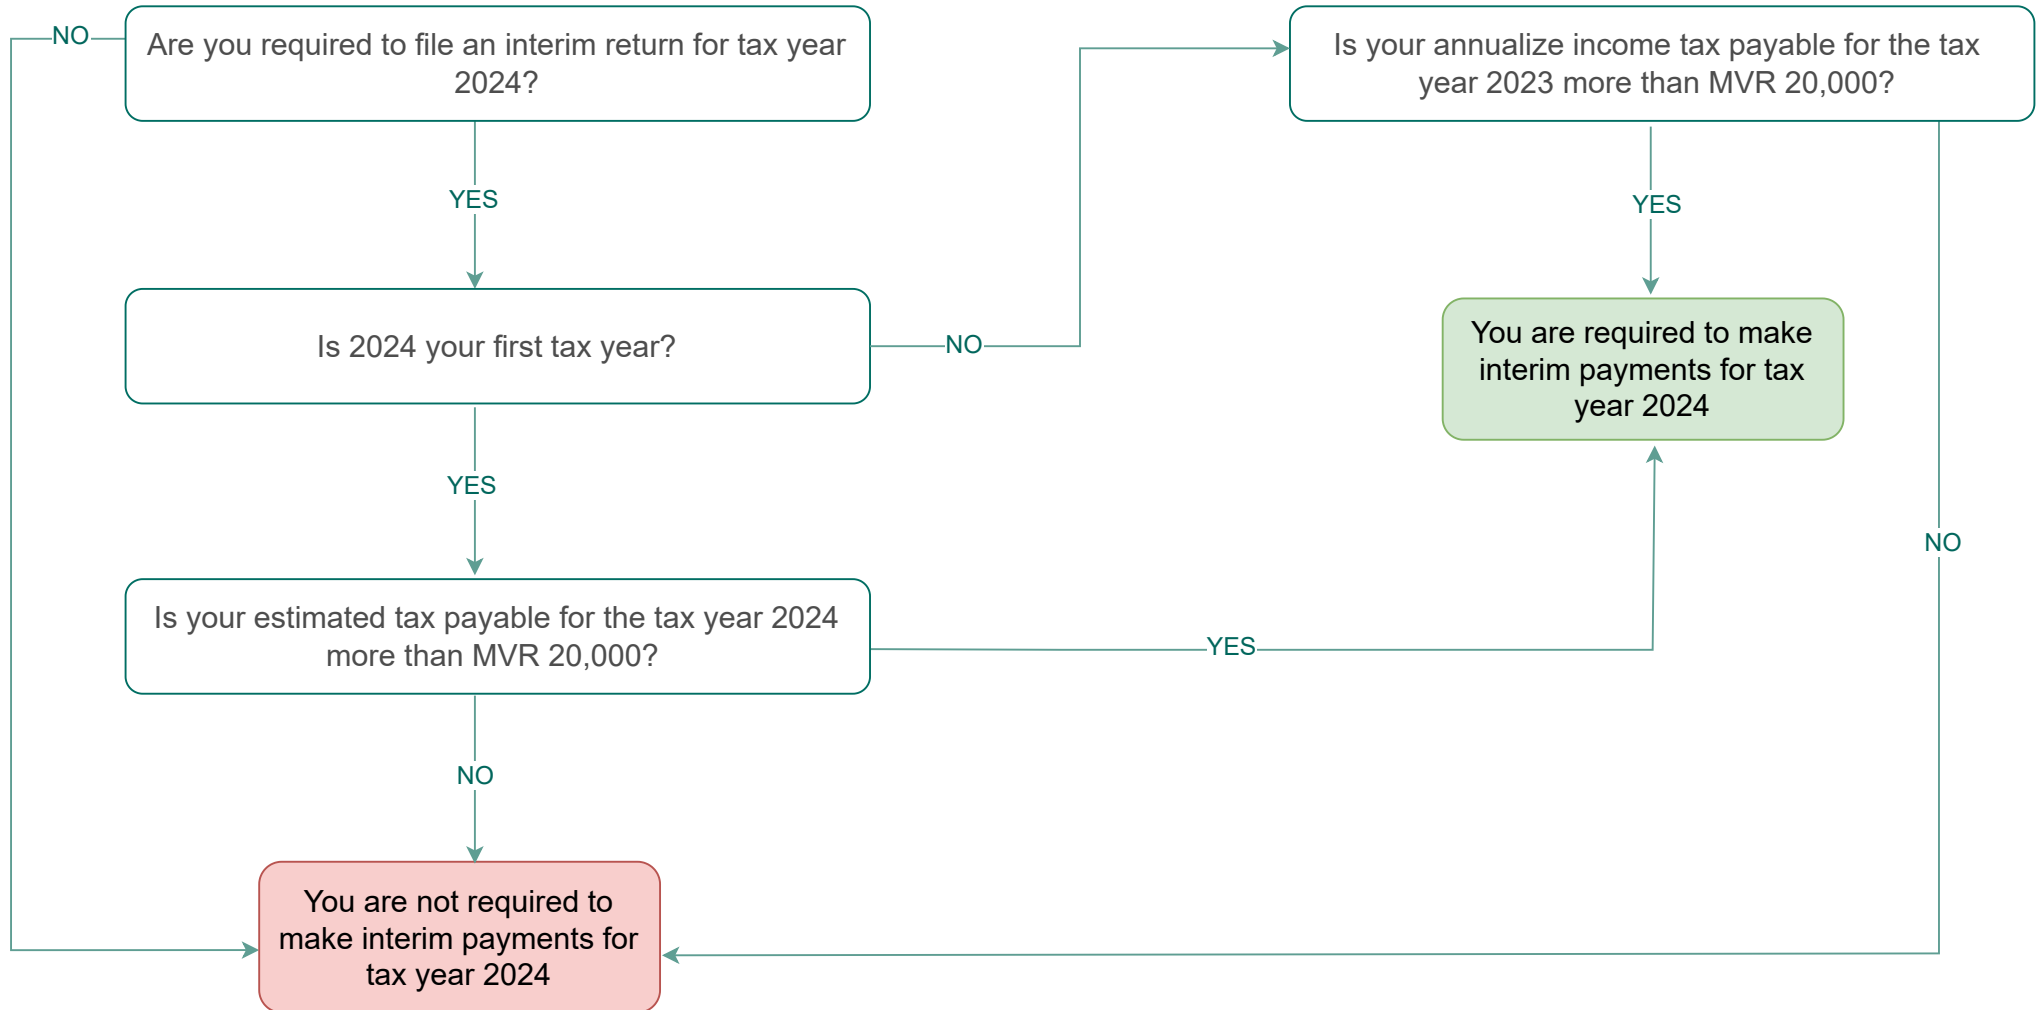 NO
Are you required to file an interim return for tax year
2024?
YES
Is 2024 your first tax year?
NO
Is your annualize income tax payable for the tax
year 2023 more than MVR 20,000?
YES
You are required to make
interim payments for tax
year 2024
NO
YES
Is your estimated tax payable for the tax year 2024
more than MVR 20,000?
YES
NO
You are not required to
make interim payments for
tax year 2024